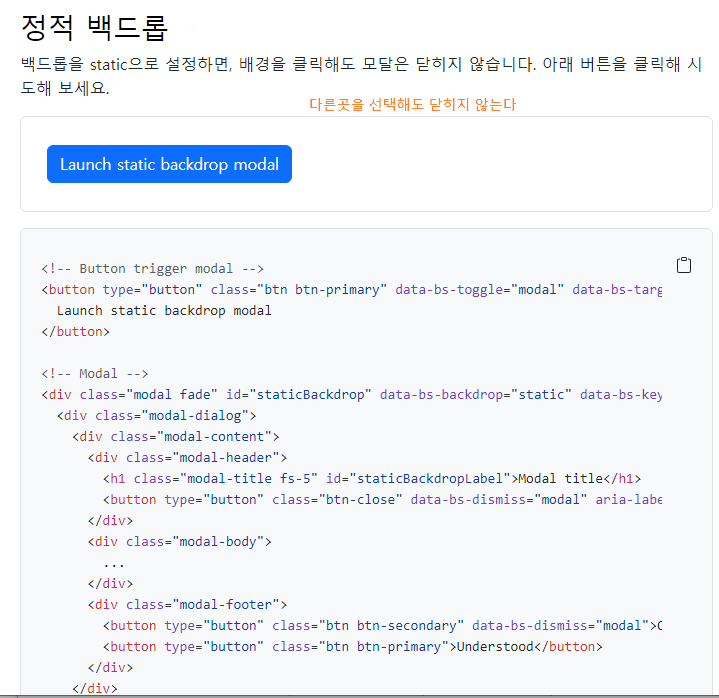 정적 백드롭
백드롭을 static으로 설정하면, 배경을 클릭해도 모달은 닫히지 않습니다. 아래 버튼을 클릭해 시
도해 보세요.
다른곳을 선택해도 닫히지 않는다
Launch static backdrop modal
<!-- Button trigger modal -->
<button type="button" class="btn btn-primary" data-bs-toggle="modal" data-bs-targ
Launch static backdrop modal
</button>
<!-- Modal -->
<div class="modal fade" id="staticBackdrop" data-bs-backdrop="static" data-bs-key
<div class="modal-dialog">
<div class="modal-content">
<div class="modal-header">
<h1 class="modal-title fs-5" id="staticBackdropLabel">Modal title</h1>
<button type="button" class="btn-close" data-bs-dismiss="modal" aria-labe
</div>
<div class="modal-body">
...
</div>
<div class="modal-footer">
<button type="button" class="btn btn-secondary" data-bs-dismiss="modal">C
<button type="button" class="btn btn-primary">Understood</button>
</div>
</div>